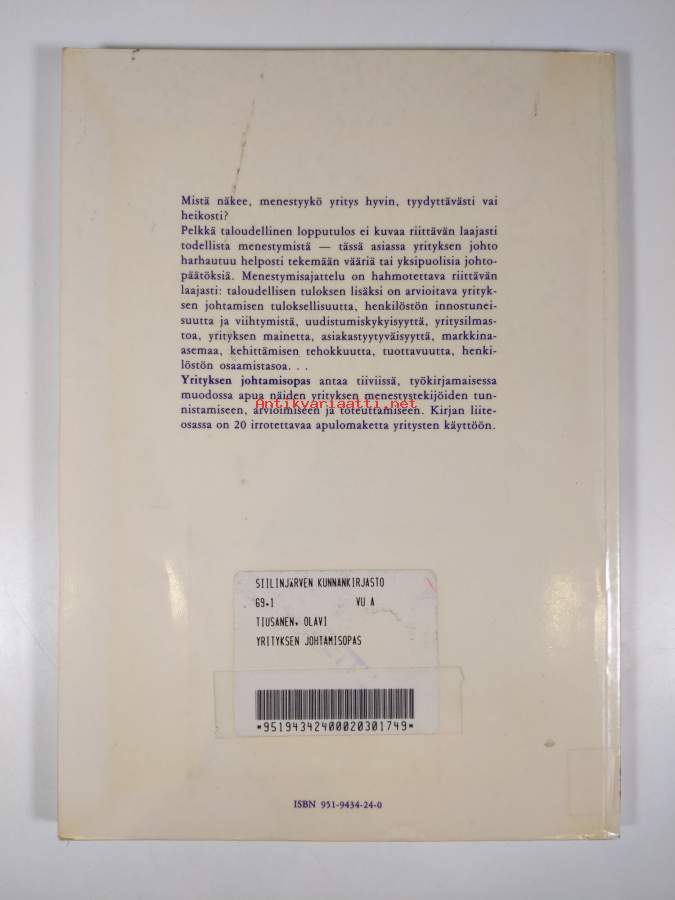 Mistä näkee, menestyykö yritys hyvin, tyydyttävästi vai
heikosti?
Pelkkä taloudellinen lopputulos ei kuvaa riittävän laajasti
todellista menestymistä — tässä asiassa yrityksen johto
harhautuu helposti tekemään vääriä tai yksipuolisia johto-
päätöksiä. Menestymisajattelu on hahmotettava riittävän
laajasti: taloudellisen tuloksen lisäksi on arvioitava yrityk-
sen johtamisen tuloksellisuutta, henkilöstön innostunei-
suutta ja viihtymistä, uudistumiskykyisyyttä, yritysilmas-
toa, yrityksen mainetta, asiakastyytyväisyyttä, markkina-
asemaa, kehittämisen tehokkuutta, tuottavuutta, henki-
löstön osaamistasoa. . .
Yrityksen johtamisopas antaa tiiviissä, työkirjamaisessa
muodossa apua näiden yrityksen menestystekijöiden tun-
nistamiseen, arvioimiseen ja toteuttamiseen. Kirjan liite-
osassa on 20 irrotettavaa apulomaketta yritysten käyttöön.
Antikvariaatti.net
SIILINJÄRVEN KUNNANKIRJASTO
69.1 VU A
TIUSANEN, OLAVI
YRITYKSEN JOHTAMISOPAS
*95194342400020301749*
ISBN 951-9434-24-0